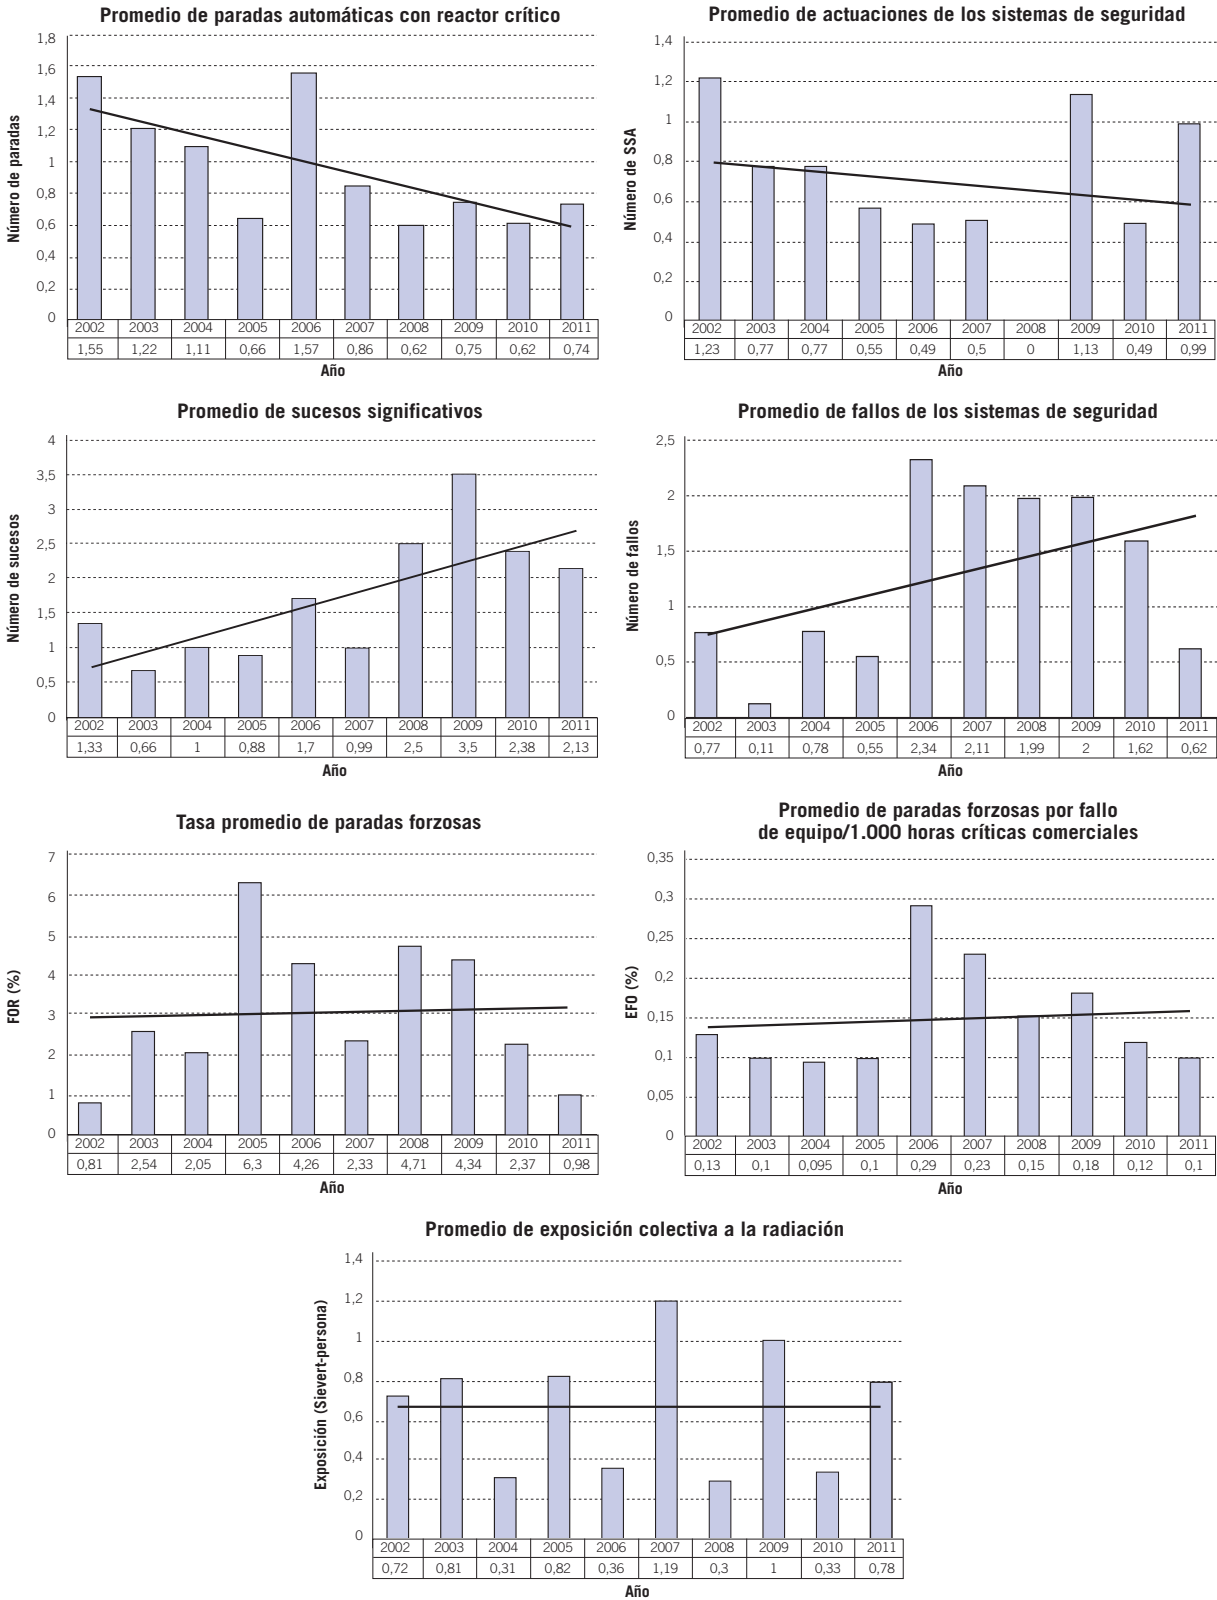 Promedio de paradas automáticas con reactor crítico
Número de paradas
1,8
1,6
1,4
1,2
1
0,8
0,6
0,4
0,2
0
2002 2003 2004 2005 2006 2007 2008 2009 2010 2011
1,55 1,22 1,11 0,66 1,57 0,86 0,62 0,75 0,62 0,74
Año
Promedio de actuaciones de los sistemas de seguridad
Número de SSA
1,4
1,2
1
0,8
0,6
0,4
0,2
0
2002 2003 2004 2005 2006 2007 2008 2009 2010 2011
1,23 0,77 0,77 0,55 0,49 0,5 0 1,13 0,49 0,99
Año
Promedio de sucesos significativos
Número de sucesos
4
3,5
3
2,5
2
1,5
1
0,5
0
2002 2003 2004 2005 2006 2007 2008 2009 2010 2011
1,33 0,66 1 0,88 1,7 0,99 2,5 3,5 2,38 2,13
Año
Promedio de fallos de los sistemas de seguridad
Número de fallos
2,5
2
1,5
1
0,5
0
2002 2003 2004 2005 2006 2007 2008 2009 2010 2011
0,77 0,11 0,78 0,55 2,34 2,11 1,99 2 1,62 0,62
Año
Tasa promedio de paradas forzosas
FOR (%)
7
6
5
4
3
2
1
0
2002 2003 2004 2005 2006 2007 2008 2009 2010 2011
0,81 2,54 2,05 6,3 4,26 2,33 4,71 4,34 2,37 0,98
Año
Promedio de paradas forzosas por fallo
de equipo/1.000 horas críticas comerciales
EFO (%)
0,35
0,3
0,25
0,2
0,15
0,1
0,05
0
2002 2003 2004 2005 2006 2007 2008 2009 2010 2011
0,13 0,1 0,095 0,1 0,29 0,23 0,15 0,18 0,12 0,1
Año
Promedio de exposición colectiva a la radiación
Exposición (Sievert-persona)
1,4
1,2
1
0,8
0,6
0,4
0,2
0
2002 2003 2004 2005 2006 2007 2008 2009 2010 2011
0,72 0,81 0,31 0,82 0,36 1,19 0,3 1 0,33 0,78
Año